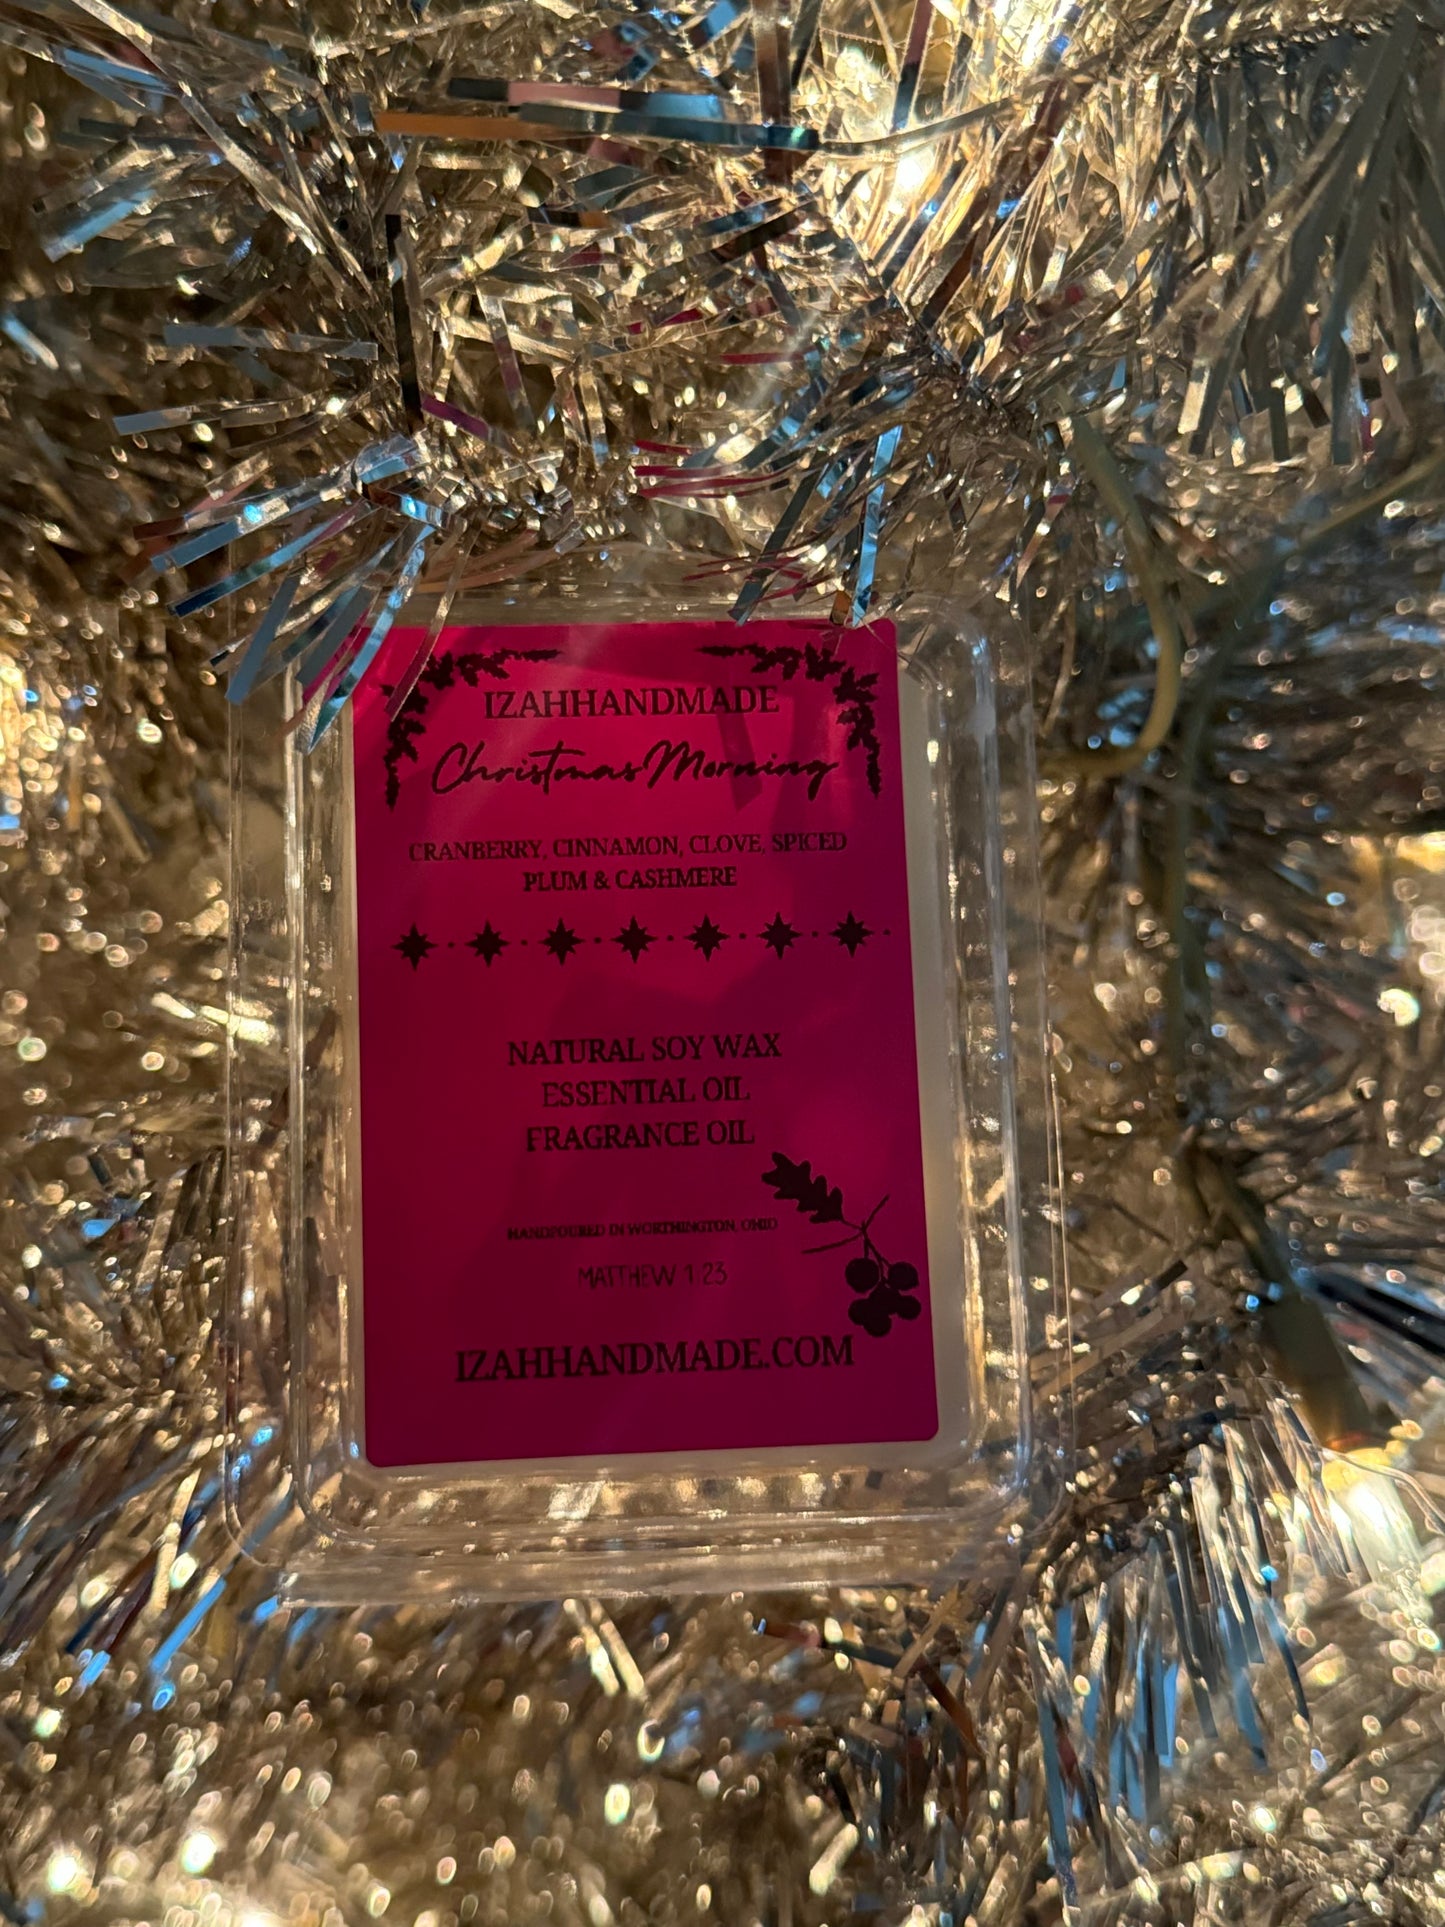 IZAHHANDMADE
Christmas Morning
CRANBERRY, CINNAMON, CLOVE, SPICED
PLUM & CASHMERE
NATURAL SOY WAX
ESSENTIAL OIL
FRAGRANCE OIL
HANDPOURED IN WORTHINGTON, OHIO
MATTHEW 1:23
IZAHHANDMADE.COM